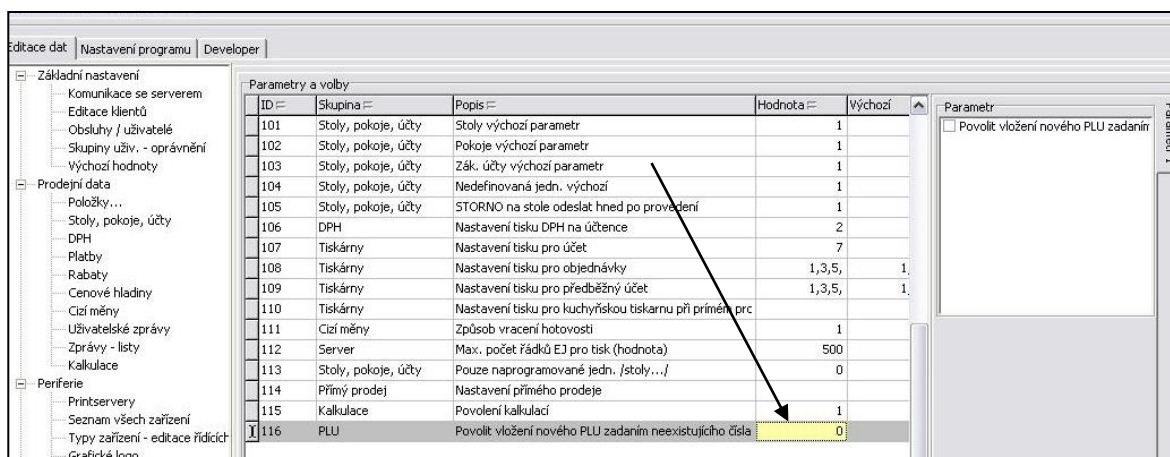 Editace dat Nastavení programu Developer
Základní nastavení
Komunikace se serverem
Editace klientů
Obsluhy / uživatelé
Skupiny uživ. - oprávnění
Výchozí hodnoty
Prodejní data
Položky...
Stoly, pokoje, účty
DPH
Platby
Rabaty
Cenové hladiny
Cizí měny
Uživatelské zprávy
Zprávy - listy
Kalkulace
Periferie
Printservery
Seznam všech zařízení
Typy zařízení - editace řídících
Grafické logo
Parametry a volby
ID Skupina Popis Hodnota Výchozí
101 Stoly, pokoje, účty Stoly výchozí parametr 1
102 Stoly, pokoje, účty Pokoje výchozí parametr 1
103 Stoly, pokoje, účty Zák. účty výchozí parametr 1
104 Stoly, pokoje, účty Nedefinovaná jedn. výchozí 1
105 Stoly, pokoje, účty STORNO na stole odeslat hned po provedení 1
106 DPH Nastavení tisku DPH na účtence 2
107 Tiskárny Nastavení tisku pro účet 7
108 Tiskárny Nastavení tisku pro objednávky 1,3,5, 1,
109 Tiskárny Nastavení tisku pro předběžný účet 1,3,5, 1,
110 Tiskárny Nastavení tisku pro kuchyňskou tiskarnu při prímém prc
111 Cizí měny Způsob vracení hotovosti 1
112 Server Max. počet řádků EJ pro tisk (hodnota) 500
113 Stoly, pokoje, účty Pouze naprogramované jedn. /stoly.../ 0
114 Přímý prodej Nastavení přímého prodeje
115 Kalkulace Povolení kalkulací 1
116 PLU Povolit vložení nového PLU zadaním neexistujícího čísla 0
Parametr
Povolit vložení nového PLU zadaním